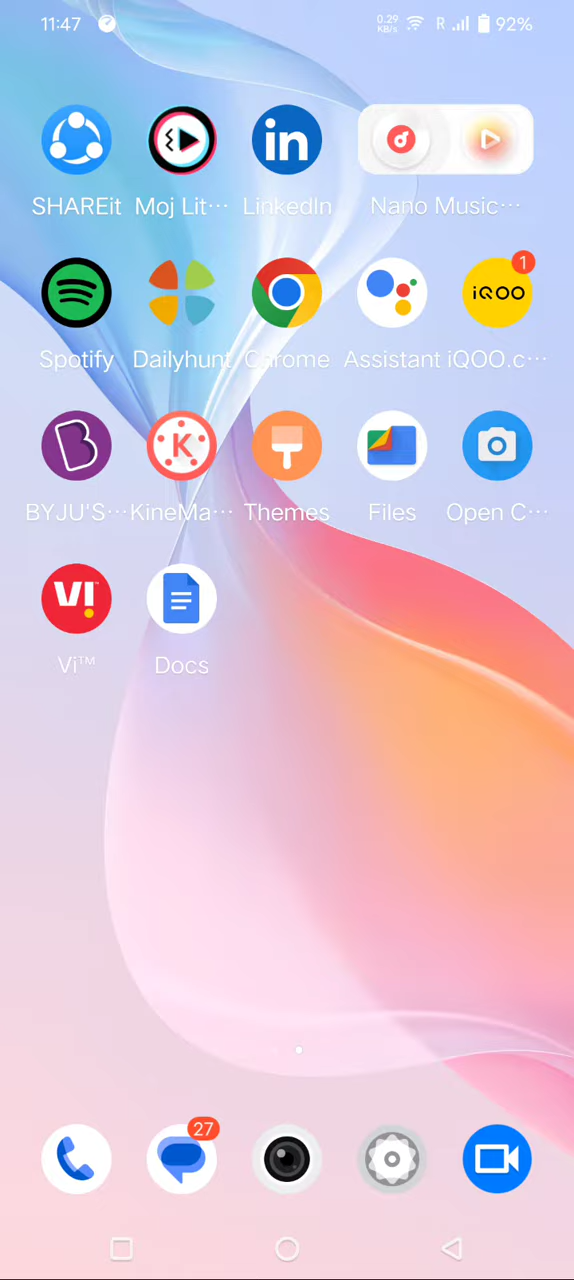 11:47 0.29 KB/s R 92%
SHAREit Moj Lit··· LinkedIn Nano Music···
iQOO 1
Spotify Dailyhunt Chrome Assistant iQOO.c···
BYJU'S··· KineMa··· Themes Files Open C···
VI
Vi™ Docs
27